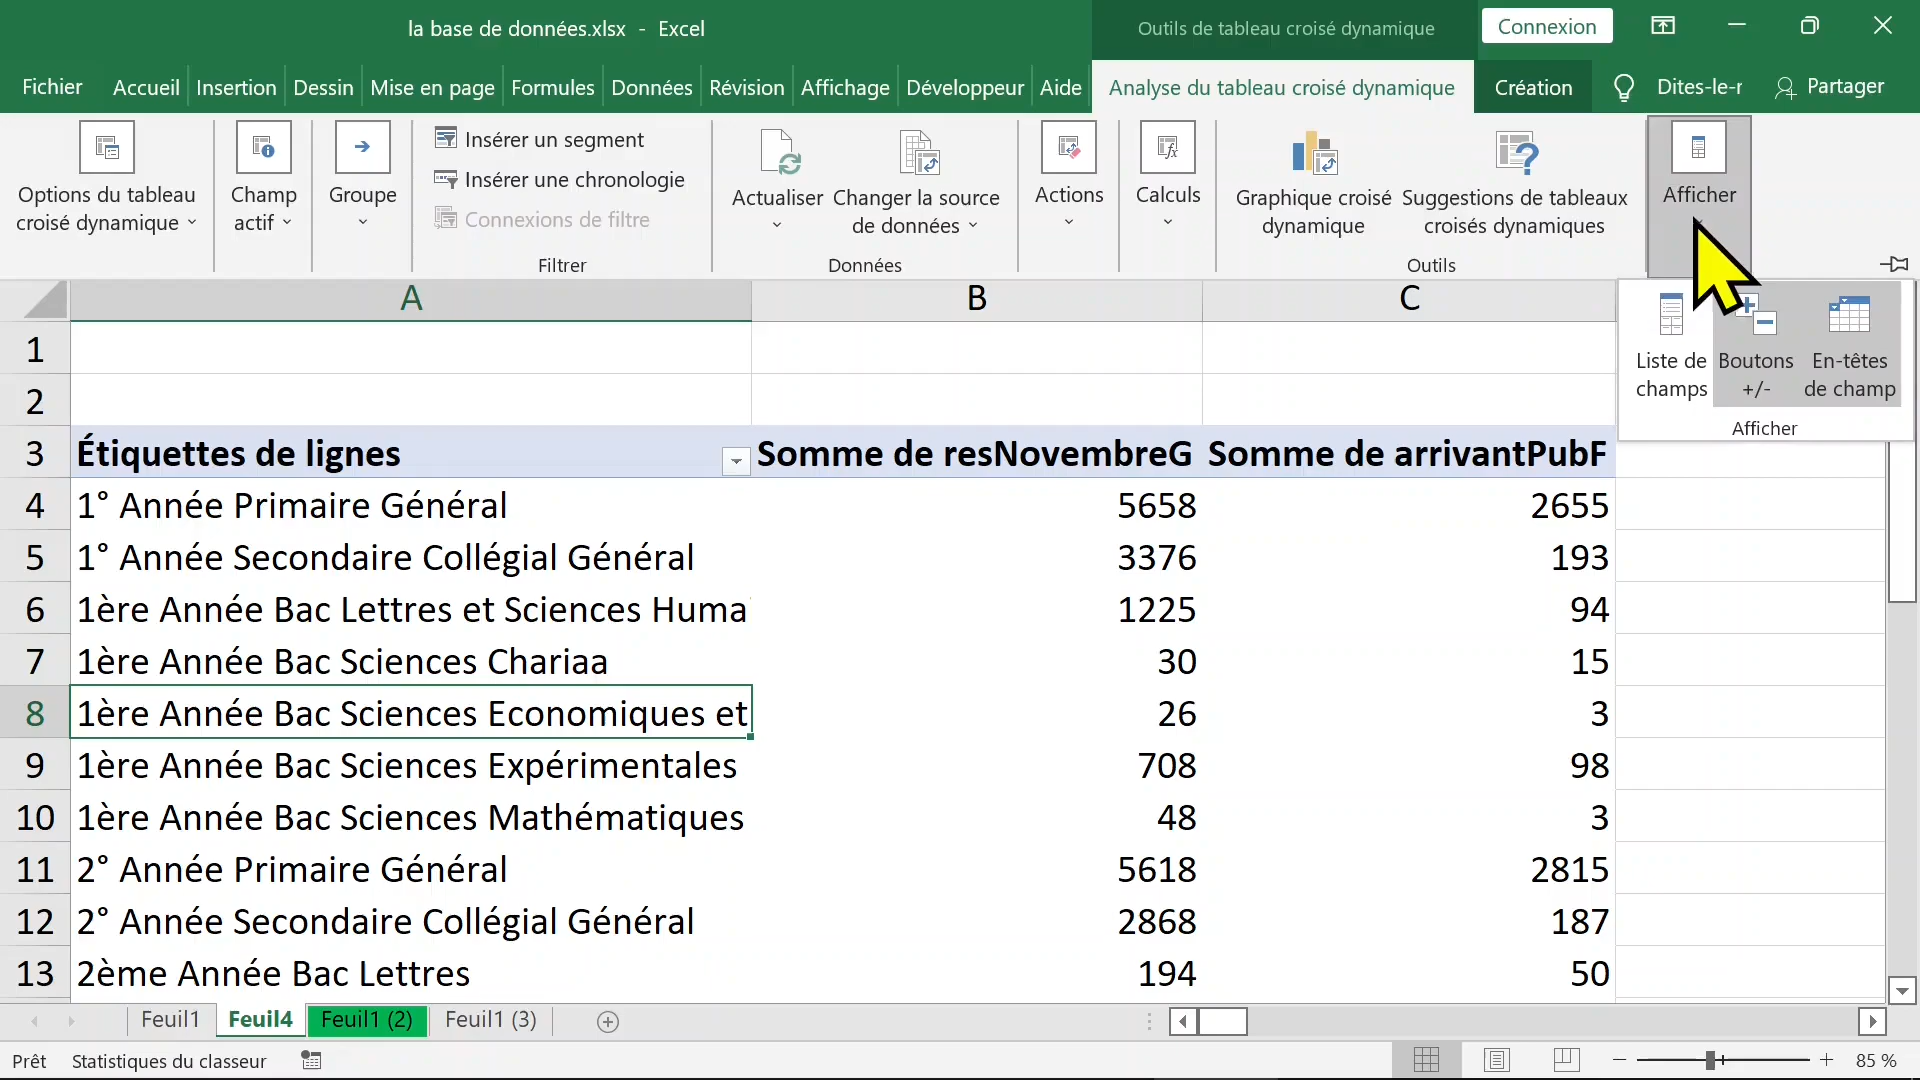 la base de données.xlsx - Excel
Outils de tableau croisé dynamique
Connexion
Fichier Accueil Insertion Dessin Mise en page Formules Données Révision Affichage Développeur Aide Analyse du tableau croisé dynamique Création Dites-le-r Partager
Options du tableau
croisé dynamique
Champ
actif
Groupe
Insérer un segment
Insérer une chronologie
Connexions de filtre
Filtrer
Actualiser
Changer la source
de données
Données
Actions
Calculs
Graphique croisé
dynamique
Suggestions de tableaux
croisés dynamiques
Outils
Afficher
Liste de
champs
Boutons
+/-
En-têtes
de champ
Afficher
A B C
1
2
3 Étiquettes de lignes Somme de resNovembreG Somme de arrivantPubF
4 1° Année Primaire Général 5658 2655
5 1° Année Secondaire Collégial Général 3376 193
6 1ère Année Bac Lettres et Sciences Huma 1225 94
7 1ère Année Bac Sciences Chariaa 30 15
8 1ère Année Bac Sciences Economiques et 26 3
9 1ère Année Bac Sciences Expérimentales 708 98
10 1ère Année Bac Sciences Mathématiques 48 3
11 2° Année Primaire Général 5618 2815
12 2° Année Secondaire Collégial Général 2868 187
13 2ème Année Bac Lettres 194 50
Feuil1 Feuil4 Feuil1 (2) Feuil1 (3)
Prêt Statistiques du classeur 85 %